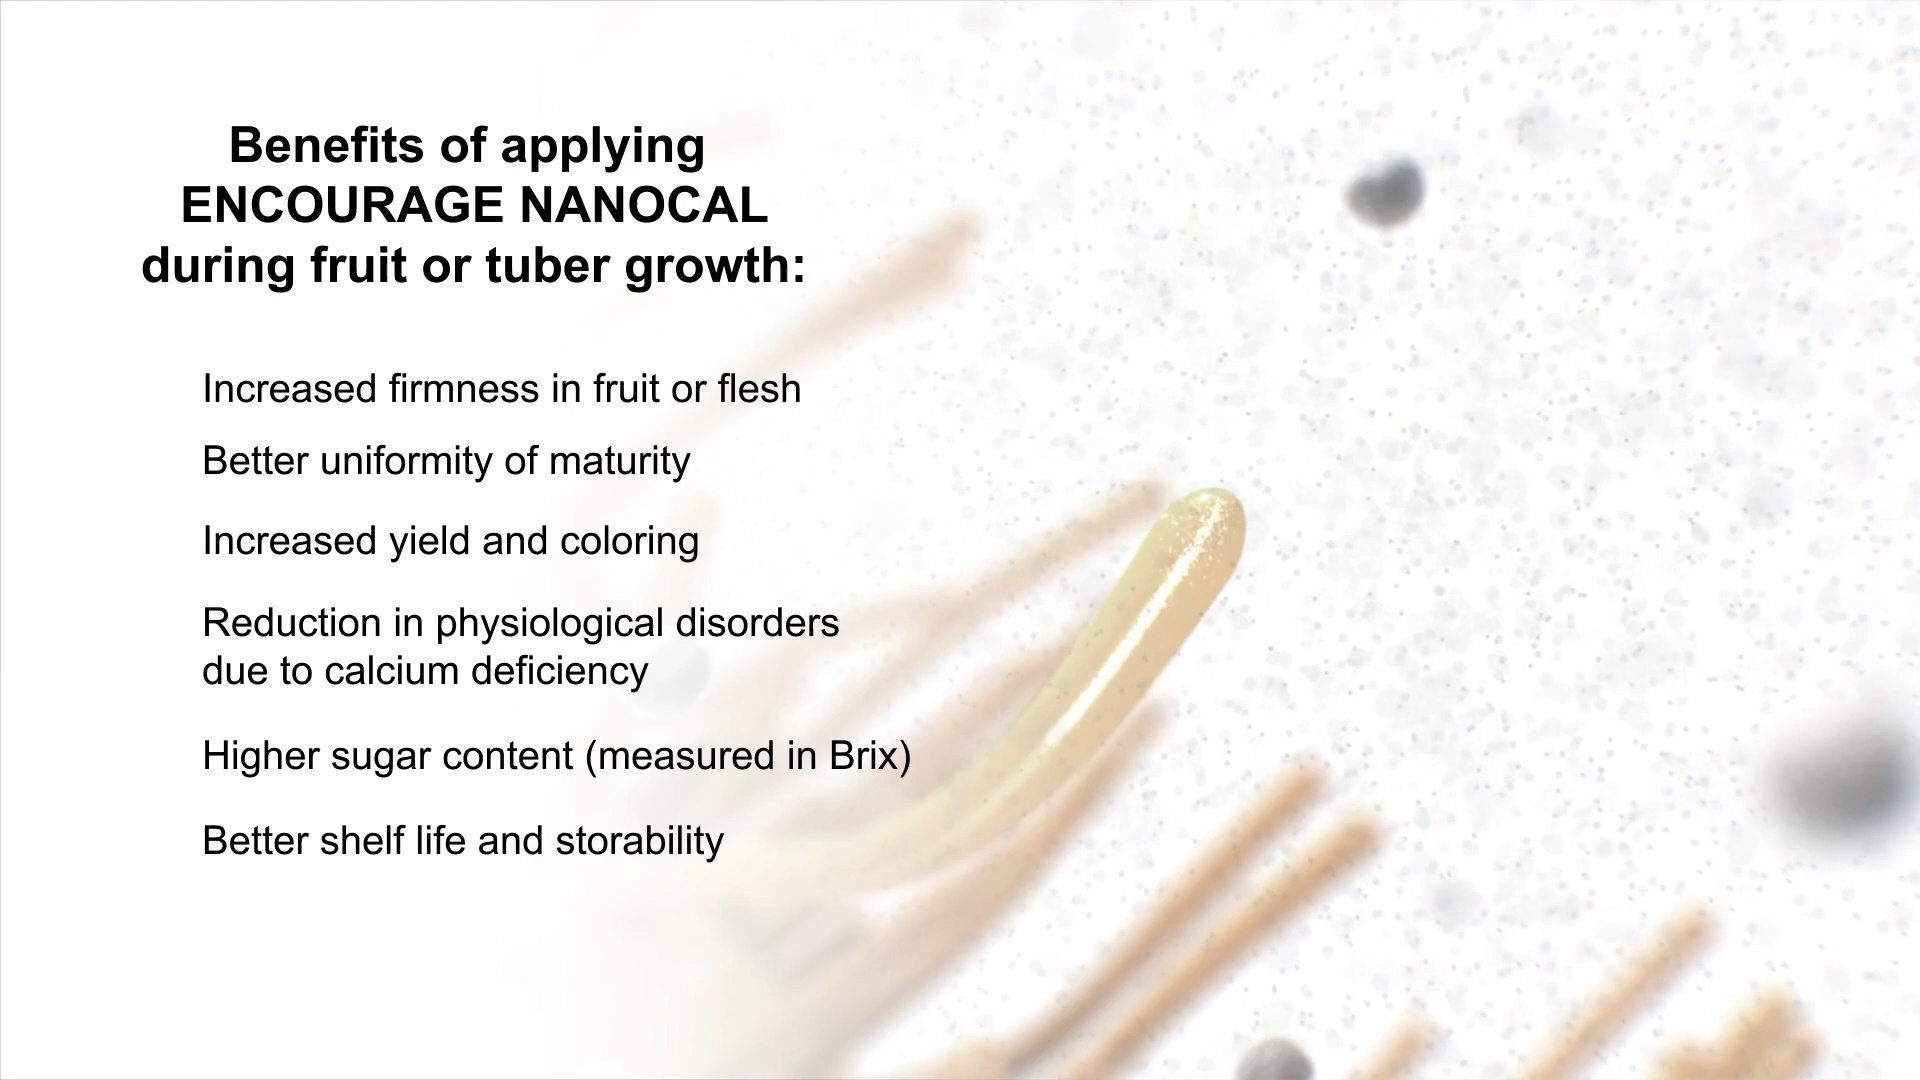 Benefits of applying
ENCOURAGE NANOCAL
during fruit or tuber growth:
Increased firmness in fruit or flesh
Better uniformity of maturity
Increased yield and coloring
Reduction in physiological disorders
due to calcium deficiency
Higher sugar content (measured in Brix)
Better shelf life and storability